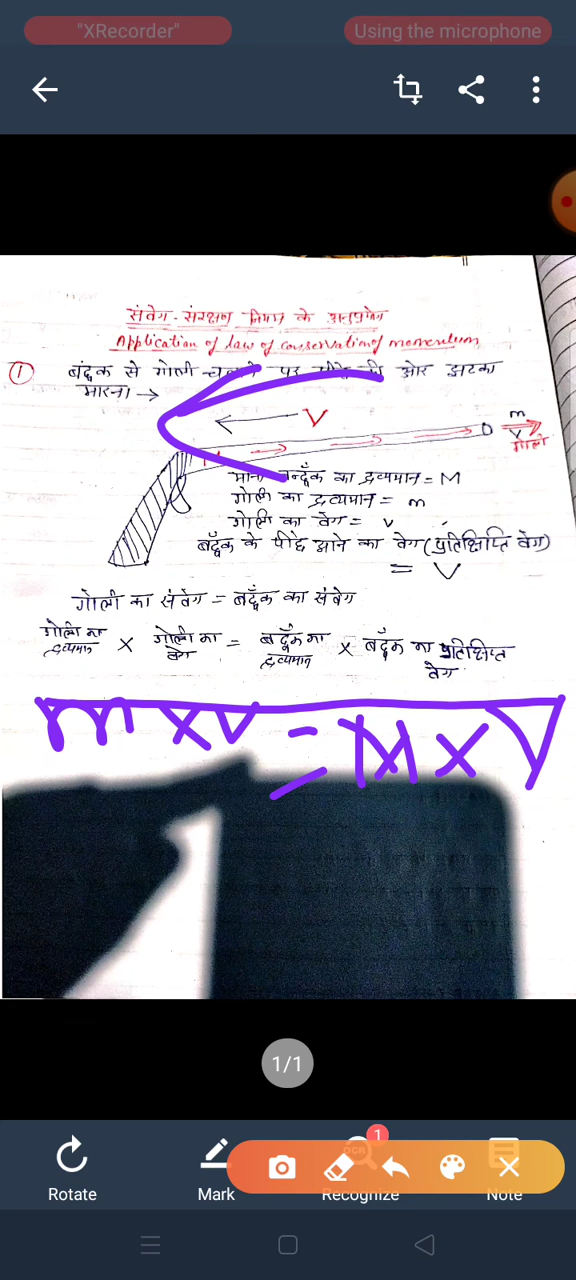 "XRecorder"
Using the microphone
संवेग-संरक्षण नियम के अनुप्रयोग
Application of law of conservation of momentum
① बंदूक से गोली चलाने पर पीछे की ओर झटका
मारना →
V
M
m
v
गोली
माना बन्दूँक का द्रव्यमान = M
गोली का द्रव्यमान = m
गोली का वेग = v
बँदूक के पीछे आने का वेग (प्रतिक्षिप्ति वेग)
= V
गोली का संवेग = बँदूक का संवेग
गोली का द्रव्यमान × गोली का वेग = बँदूक का द्रव्यमान × बँदूक का प्रतिक्षिप्ति वेग
m x v = M x V
1/1
1
OCR
Rotate
Mark
Recognize
Note